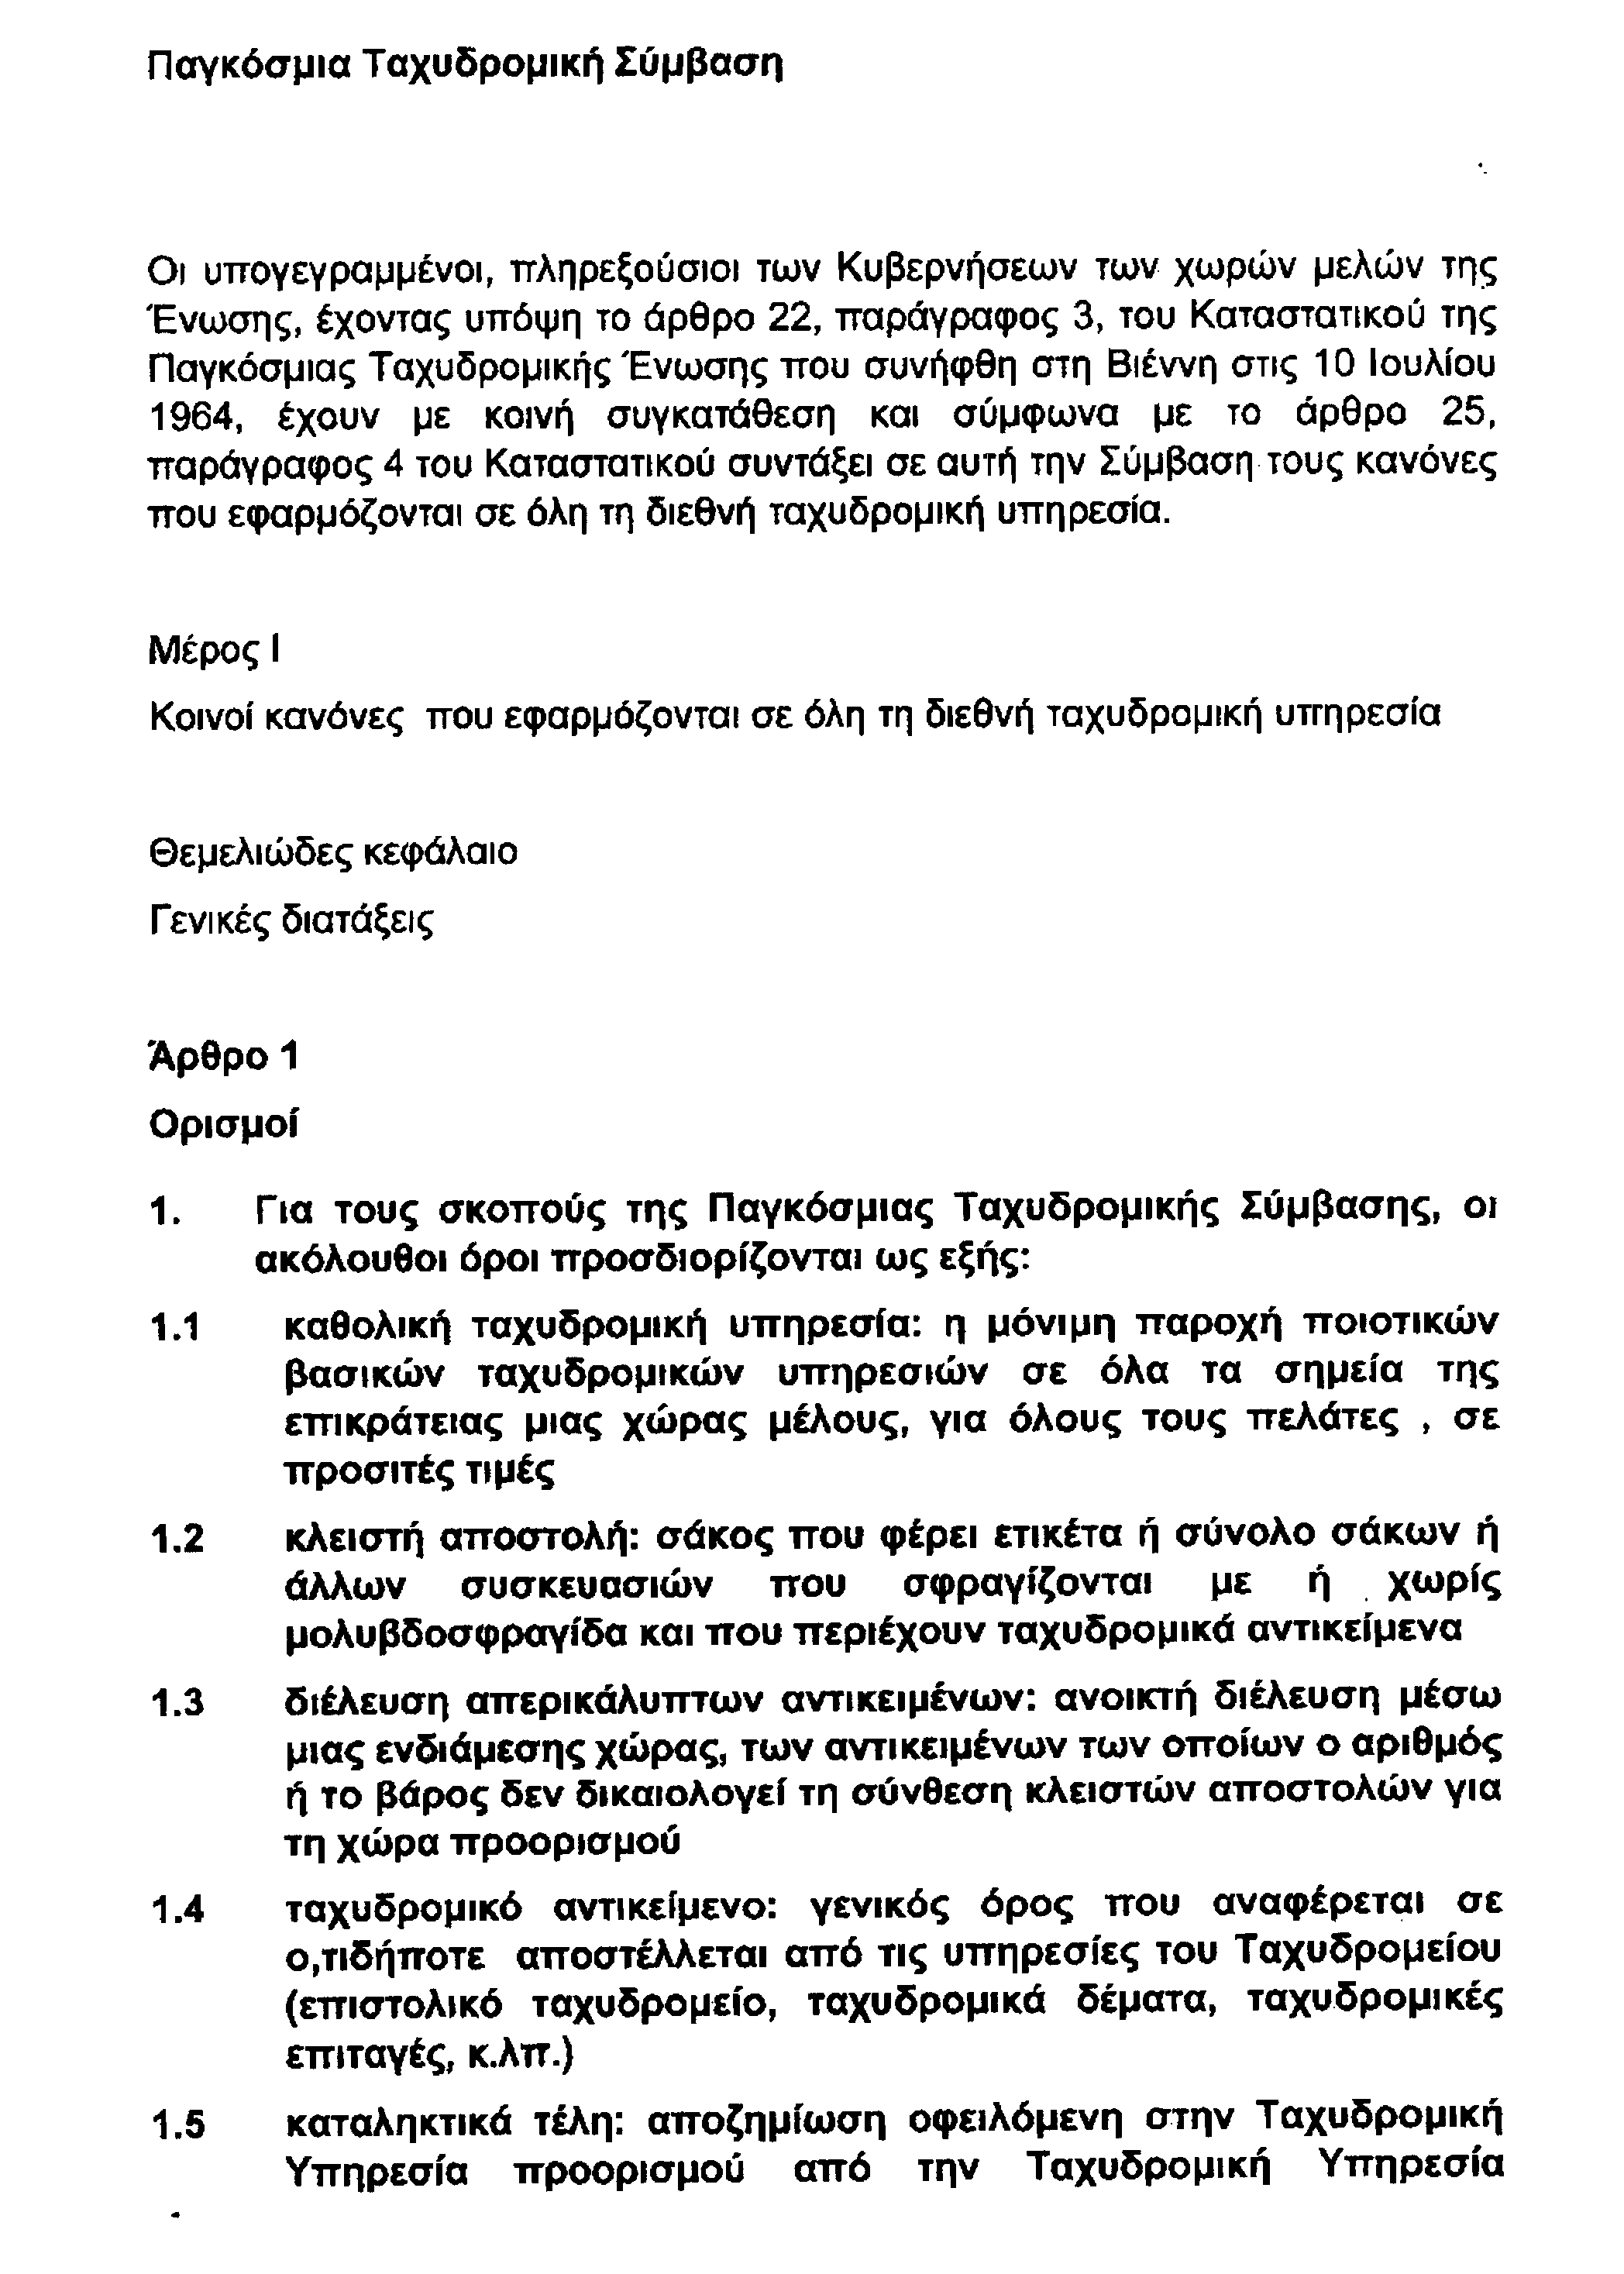 Παγκόσμια Ταχυδρομική Σύμβαση
Οι υπογεγραμμένοι, πληρεξούσιοι των Κυβερνήσεων των χωρών μελών της
Ένωσης, έχοντας υπόψη το άρθρο 22, παράγραφος 3, του Καταστατικού της
Παγκόσμιας Ταχυδρομικής Ένωσης που συνήφθη στη Βιέννη στις 10 Ιουλίου
1964, έχουν με κοινή συγκατάθεση και σύμφωνα με το άρθρο 25,
παράγραφος 4 του Καταστατικού συντάξει σε αυτή την Σύμβαση τους κανόνες
που εφαρμόζονται σε όλη τη διεθνή ταχυδρομική υπηρεσία.
Μέρος Ι
Κοινοί κανόνες που εφαρμόζονται σε όλη τη διεθνή ταχυδρομική υπηρεσία
Θεμελιώδες κεφάλαιο
Γενικές διατάξεις
Άρθρο 1
Ορισμοί
1. Για τους σκοπούς της Παγκόσμιας Ταχυδρομικής Σύμβασης, οι
ακόλουθοι όροι προσδιορίζονται ως εξής:
1.1 καθολική ταχυδρομική υπηρεσία: η μόνιμη παροχή ποιοτικών
βασικών ταχυδρομικών υπηρεσιών σε όλα τα σημεία της
επικράτειας μιας χώρας μέλους, για όλους τους πελάτες , σε
προσιτές τιμές
1.2 κλειστή αποστολή: σάκος που φέρει ετικέτα ή σύνολο σάκων ή
άλλων συσκευασιών που σφραγίζονται με ή χωρίς
μολυβδοσφραγίδα και που περιέχουν ταχυδρομικά αντικείμενα
1.3 διέλευση απερικάλυπτων αντικειμένων: ανοικτή διέλευση μέσω
μιας ενδιάμεσης χώρας, των αντικειμένων των οποίων ο αριθμός
ή το βάρος δεν δικαιολογεί τη σύνθεση κλειστών αποστολών για
τη χώρα προορισμού
1.4 ταχυδρομικό αντικείμενο: γενικός όρος που αναφέρεται σε
ο,τιδήποτε αποστέλλεται από τις υπηρεσίες του Ταχυδρομείου
(επιστολικό ταχυδρομείο, ταχυδρομικά δέματα, ταχυδρομικές
επιταγές, κ.λπ.)
1.5 καταληκτικά τέλη: αποζημίωση οφειλόμενη στην Ταχυδρομική
Υπηρεσία προορισμού από την Ταχυδρομική Υπηρεσία